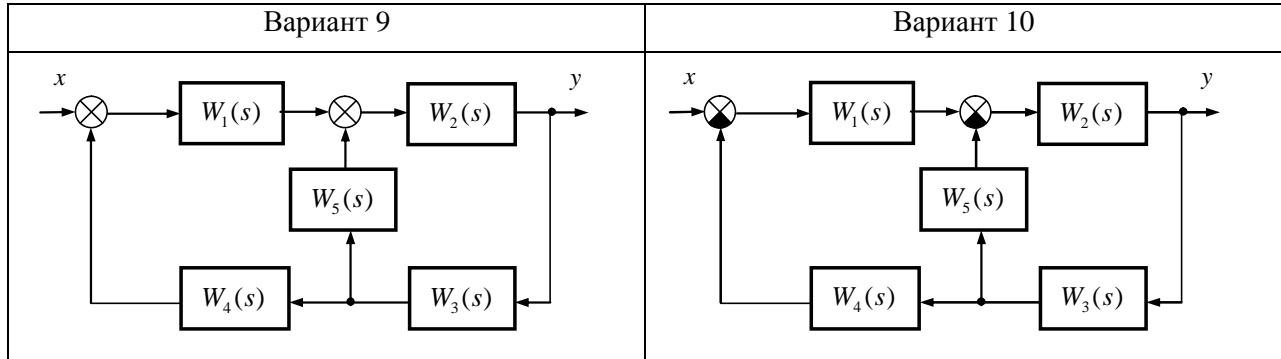 Вариант 9
Вариант 10
x
W₁(s)
W₂(s)
y
W₅(s)
W₄(s)
W₃(s)
x
W₁(s)
W₂(s)
y
W₅(s)
W₄(s)
W₃(s)